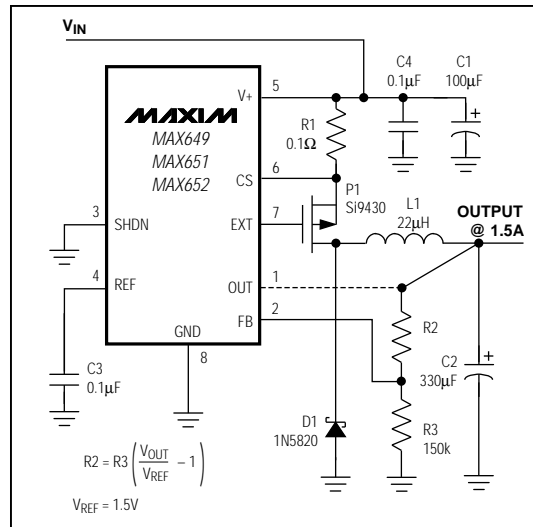 VIN
MAXIM
MAX649
MAX651
MAX652
V+
5
C4
0.1µF
C1
100µF
+
R1
0.1Ω
CS
6
P1
Si9430
EXT
7
L1
22µH
OUTPUT
@ 1.5A
3
SHDN
4
REF
OUT
1
FB
2
GND
8
C3
0.1µF
R2
C2
330µF
+
D1
1N5820
R3
150k
R2 = R3 (VOUT/VREF − 1)
VREF = 1.5V